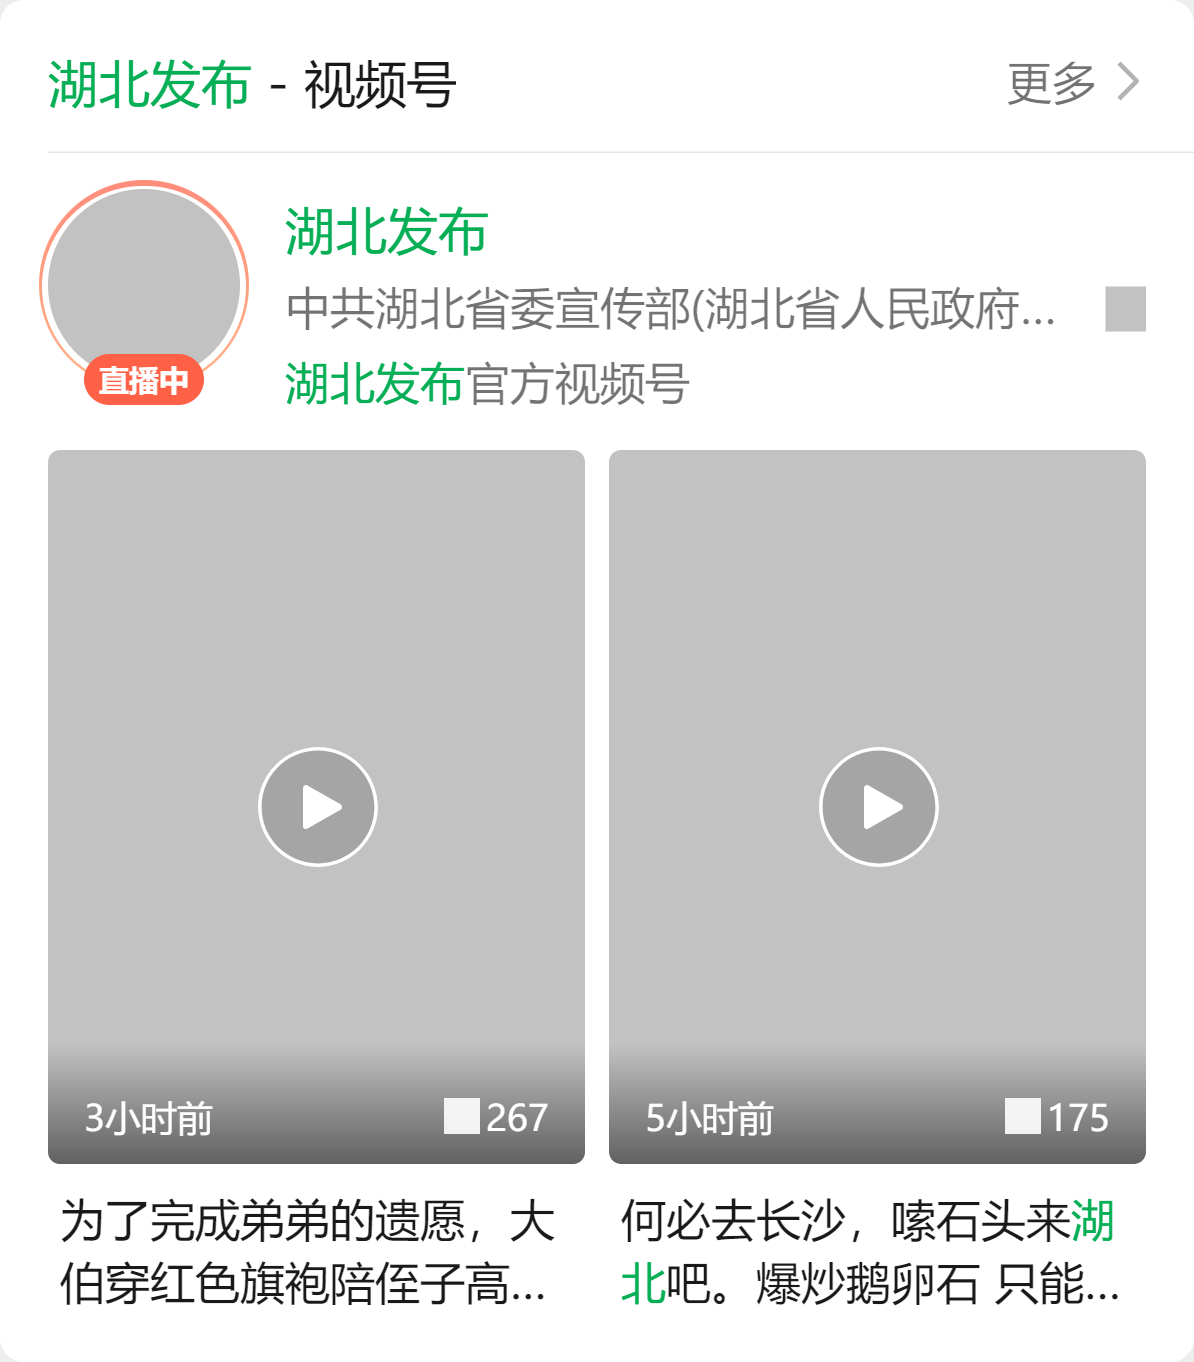 湖北发布 - 视频号
更多
湖北发布
中共湖北省委宣传部(湖北省人民政府...
湖北发布官方视频号
直播中
3小时前
267
5小时前
175
为了完成弟弟的遗愿，大
伯穿红色旗袍陪侄子高...
何必去长沙，嗦石头来湖
北吧。爆炒鹅卵石 只能...